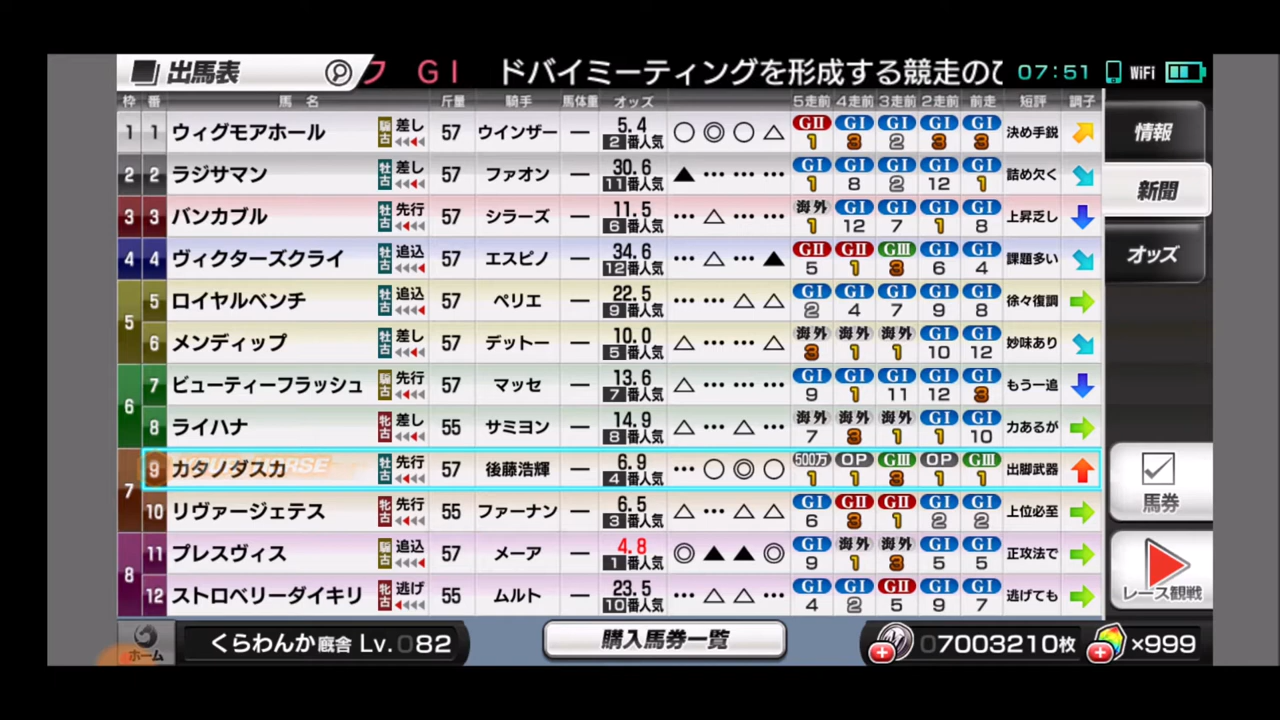 出馬表 フ GⅠ ドバイミーティングを形成する競走のひ 07:51 WiFi
枠 番 馬 名 斤量 騎手 馬体重 オッズ 5走前 4走前 3走前 2走前 前走 短評 調子
1 1 ウィグモアホール 騸古 差し 57 ウインザー ― 5.4 2番人気 ○ ◎ ○ △ GⅡ 1 GⅠ 3 GⅠ 2 GⅠ 3 GⅠ 3 決め手鋭
2 2 ラジサマン 牡古 差し 57 ファオン ― 30.6 11番人気 ▲ … … … GⅠ 1 GⅠ 8 GⅠ 2 GⅠ 12 GⅠ 1 詰め欠く
3 3 バンカブル 牡古 先行 57 シラーズ ― 11.5 6番人気 … △ … … 海外 1 GⅠ 12 GⅠ 7 GⅠ 1 GⅠ 8 上昇芝し
4 4 ヴィクターズクライ 牡古 追込 57 エスピノ ― 34.6 12番人気 … △ … ▲ GⅡ 5 GⅡ 1 GⅢ 3 GⅠ 6 GⅠ 4 課題多い
5 5 ロイヤルベンチ 牡古 追込 57 ペリエ ― 22.5 9番人気 … … △ △ GⅠ 2 GⅠ 4 GⅠ 7 GⅠ 9 GⅠ 8 徐々復調
6 メンディップ 牡古 差し 57 デットー ― 10.0 5番人気 △ … … △ 海外 3 海外 1 海外 1 GⅠ 10 GⅠ 12 妙味あり
6 7 ビューティーフラッシュ 騸古 先行 57 マッセ ― 13.6 7番人気 △ … … … GⅠ 9 GⅠ 1 GⅠ 11 GⅠ 12 GⅠ 3 もう一追
8 ライハナ 牝古 差し 55 サミヨン ― 14.9 8番人気 △ … △ … 海外 7 海外 3 海外 1 GⅠ 1 GⅠ 10 力あるが
7 9 カタノダスカ 牡古 先行 57 後藤浩輝 ― 6.9 4番人気 … ○ ◎ ○ 500万 1 OP 1 GⅢ 3 OP 1 GⅢ 1 出脚武器
10 リヴァージェテス 牝古 先行 55 ファーナン ― 6.5 3番人気 △ … △ △ GⅠ 6 GⅡ 3 GⅡ 1 GⅠ 2 GⅠ 2 上位必至
8 11 プレスヴィス 騸古 追込 57 メーア ― 4.8 1番人気 ◎ ▲ ▲ ◎ GⅠ 9 海外 1 海外 3 GⅠ 5 GⅠ 5 正攻法で
12 ストロベリーダイキリ 牝古 逃げ 55 ムルト ― 23.5 10番人気 … △ △ … GⅠ 4 GⅠ 2 GⅡ 5 GⅠ 9 GⅠ 7 逃げても
情報
新聞
オッズ
馬券
レース観戦
ホーム くらわんか厩舎 Lv.082 購入馬券一覧 07003210枚 ×999